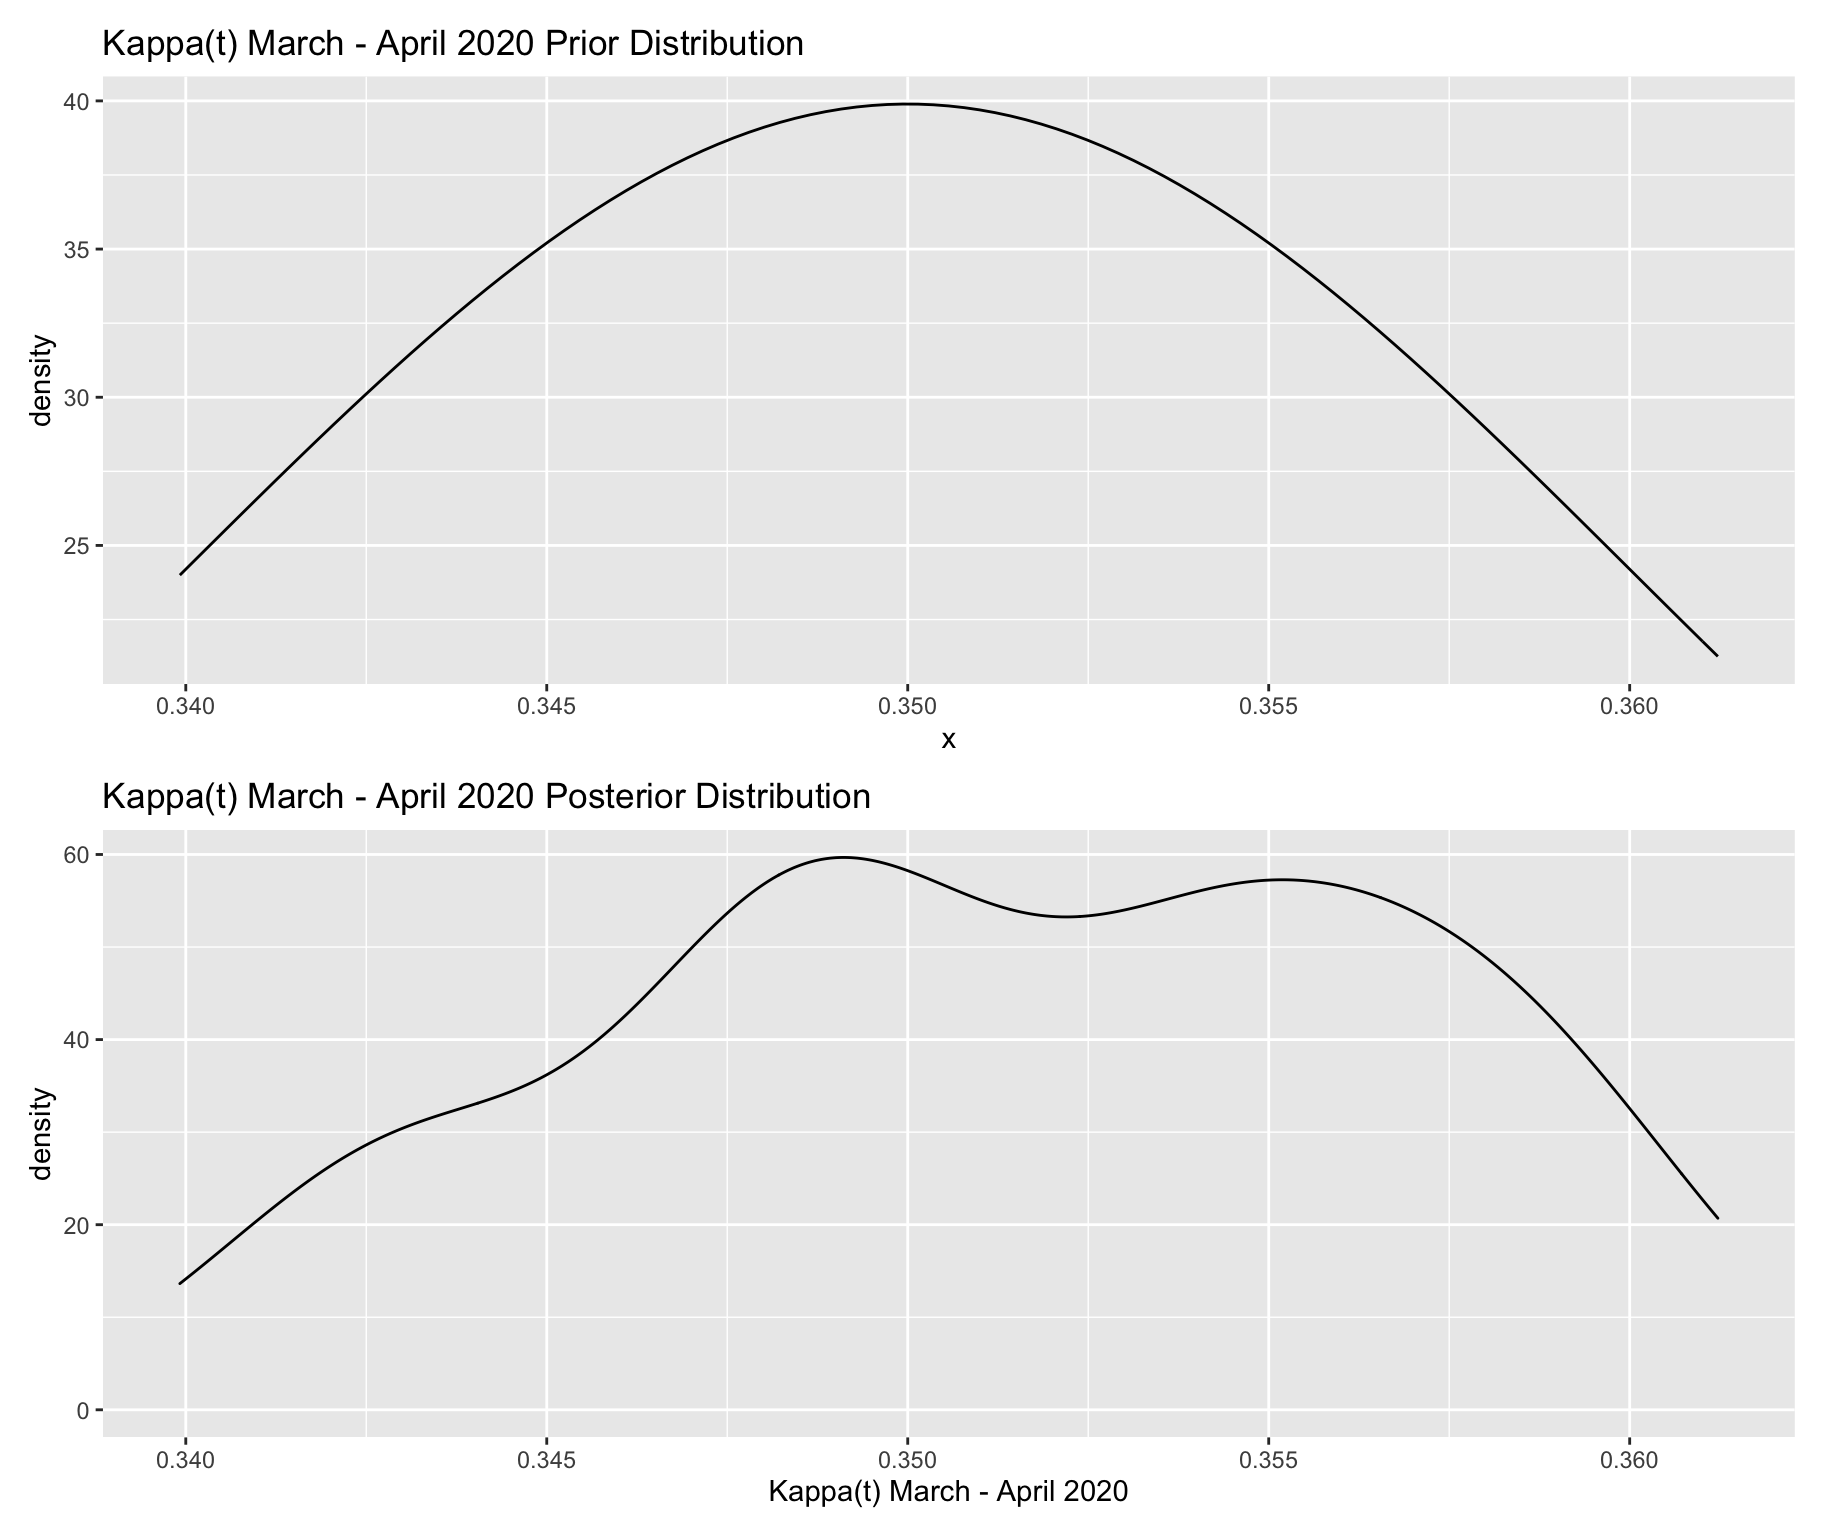 Kappa(t) March - April 2020 Prior Distribution
40
35
30
25
density
0.340 0.345 0.350 0.355 0.360
x
Kappa(t) March - April 2020 Posterior Distribution
60
40
20
0
density
0.340 0.345 0.350 0.355 0.360
Kappa(t) March - April 2020